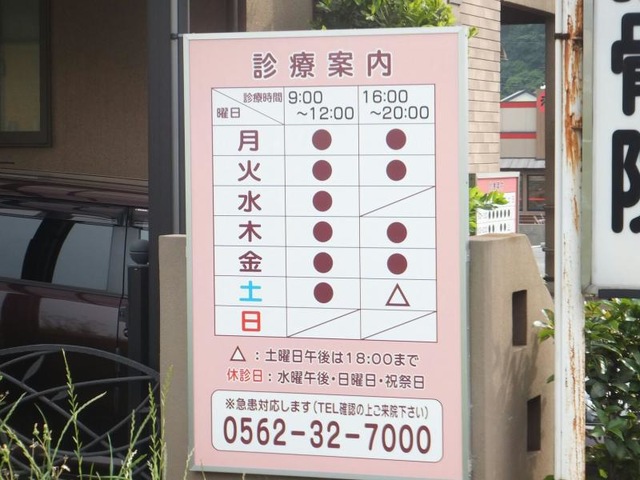 診療案内
診療時間 9:00 16:00
曜日 ~12:00 ~20:00
月 ● ●
火 ● ●
水 ●
木 ● ●
金 ● ●
土 ● △
日
△:土曜日午後は18:00まで
休診日:水曜午後・日曜日・祝祭日
※急患対応します(TEL確認の上ご来院下さい)
0562-32-7000
骨院